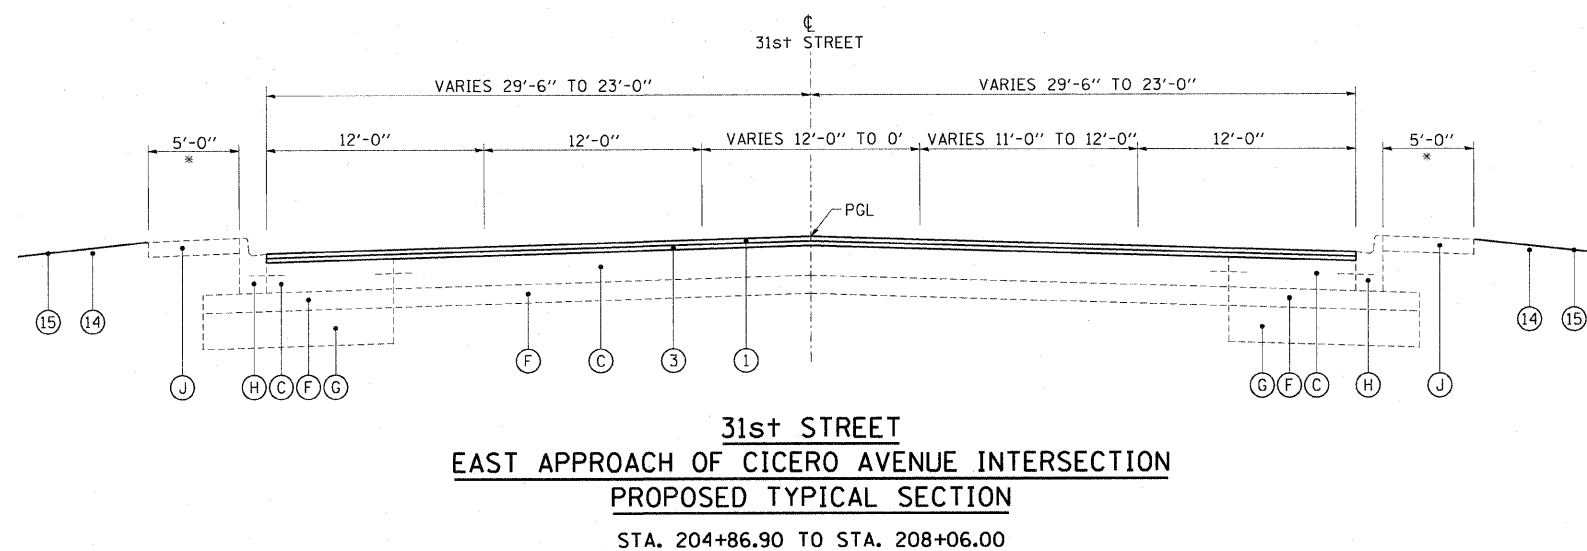 ℄
31st STREET
VARIES 29'-6" TO 23'-0" VARIES 29'-6" TO 23'-0"
5'-0" 12'-0" 12'-0" VARIES 12'-0" TO 0' VARIES 11'-0" TO 12'-0" 12'-0" 5'-0"
* *
PGL
15 14 F C 3 1 14 15
J H C F G G F C H J
31st STREET
EAST APPROACH OF CICERO AVENUE INTERSECTION
PROPOSED TYPICAL SECTION
STA. 204+86.90 TO STA. 208+06.00